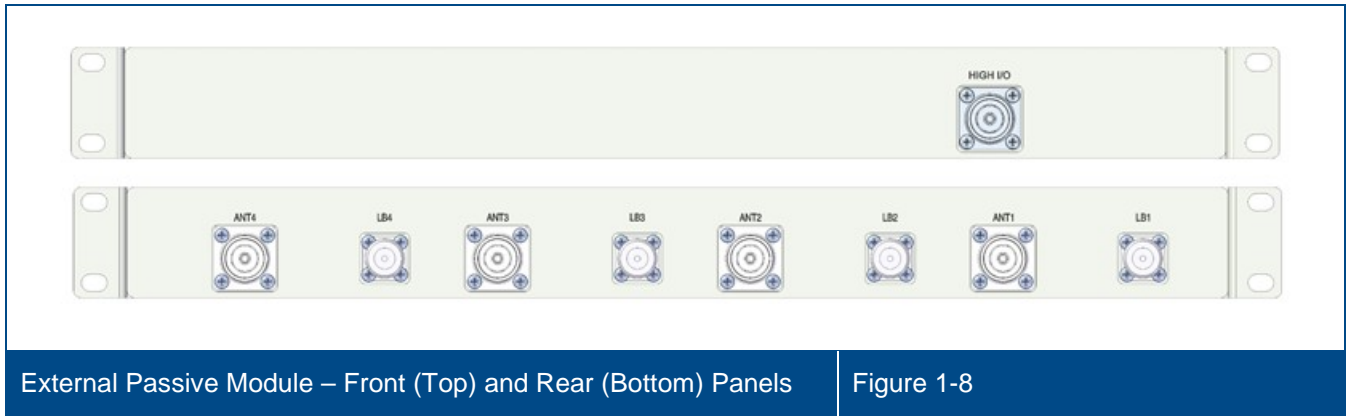 HIGH I/O
ANT4 LB4 ANT3 LB3 ANT2 LB2 ANT1 LB1
External Passive Module – Front (Top) and Rear (Bottom) Panels
Figure 1-8